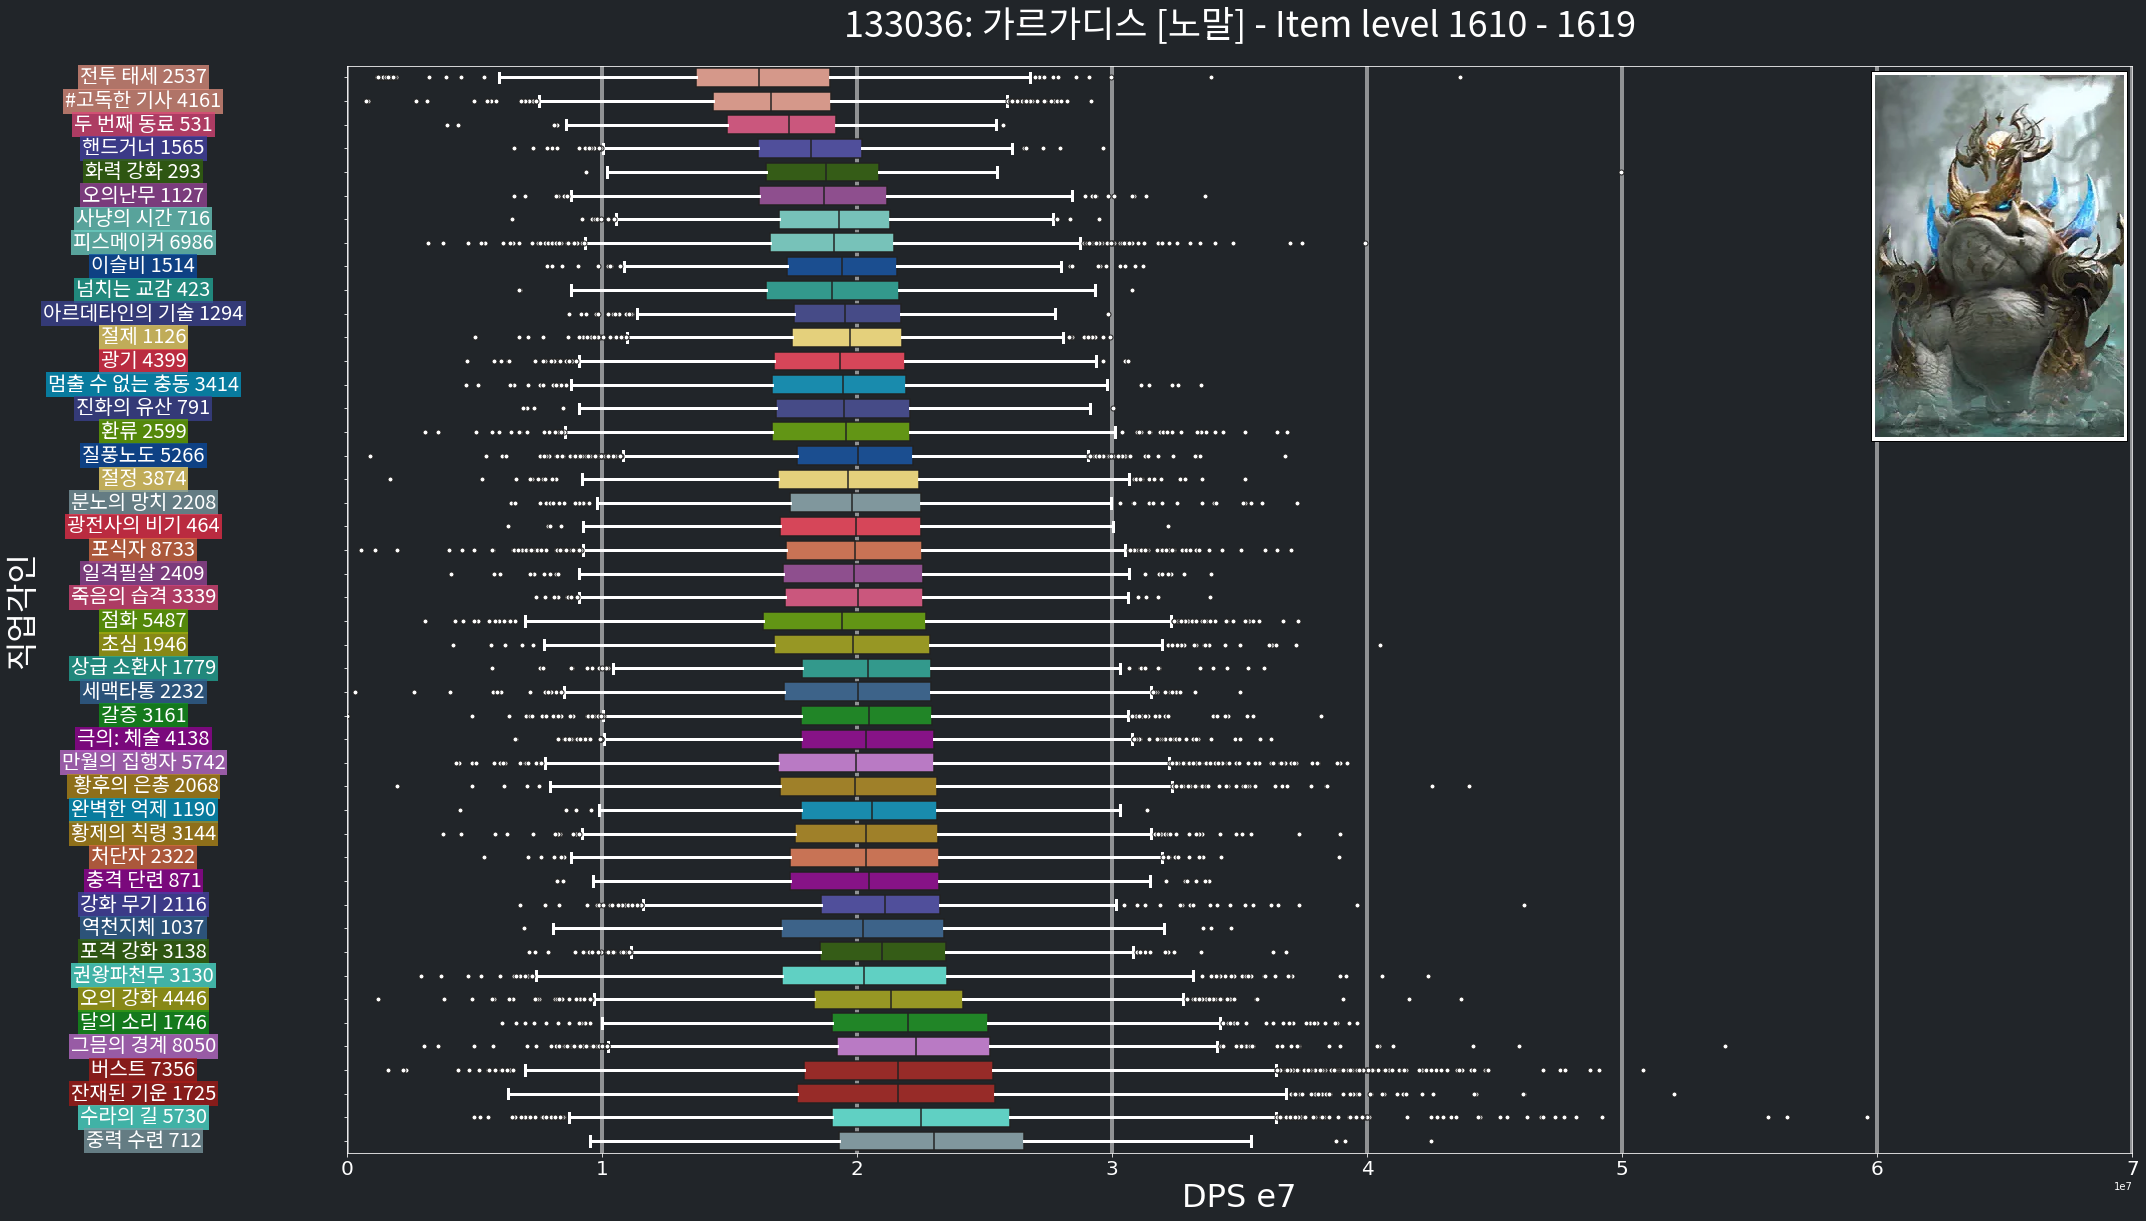 133036: 가르가디스 [노말] - Item level 1610 - 1619
전투 태세 2537
#고독한 기사 4161
두 번째 동료 531
핸드거너 1565
화력 강화 293
오의난무 1127
사냥의 시간 716
피스메이커 6986
이슬비 1514
넘치는 교감 423
아르데타인의 기술 1294
절제 1126
광기 4399
멈출 수 없는 충동 3414
진화의 유산 791
환류 2599
질풍노도 5266
절정 3874
분노의 망치 2208
광전사의 비기 464
포식자 8733
일격필살 2409
죽음의 습격 3339
점화 5487
초심 1946
상급 소환사 1779
세맥타통 2232
갈증 3161
극의: 체술 4138
만월의 집행자 5742
황후의 은총 2068
완벽한 억제 1190
황제의 칙령 3144
처단자 2322
충격 단련 871
강화 무기 2116
역천지체 1037
포격 강화 3138
권왕파천무 3130
오의 강화 4446
달의 소리 1746
그믐의 경계 8050
버스트 7356
잔재된 기운 1725
수라의 길 5730
중력 수련 712
직업각인
0 1 2 3 4 5 6 7
1e7
DPS e7